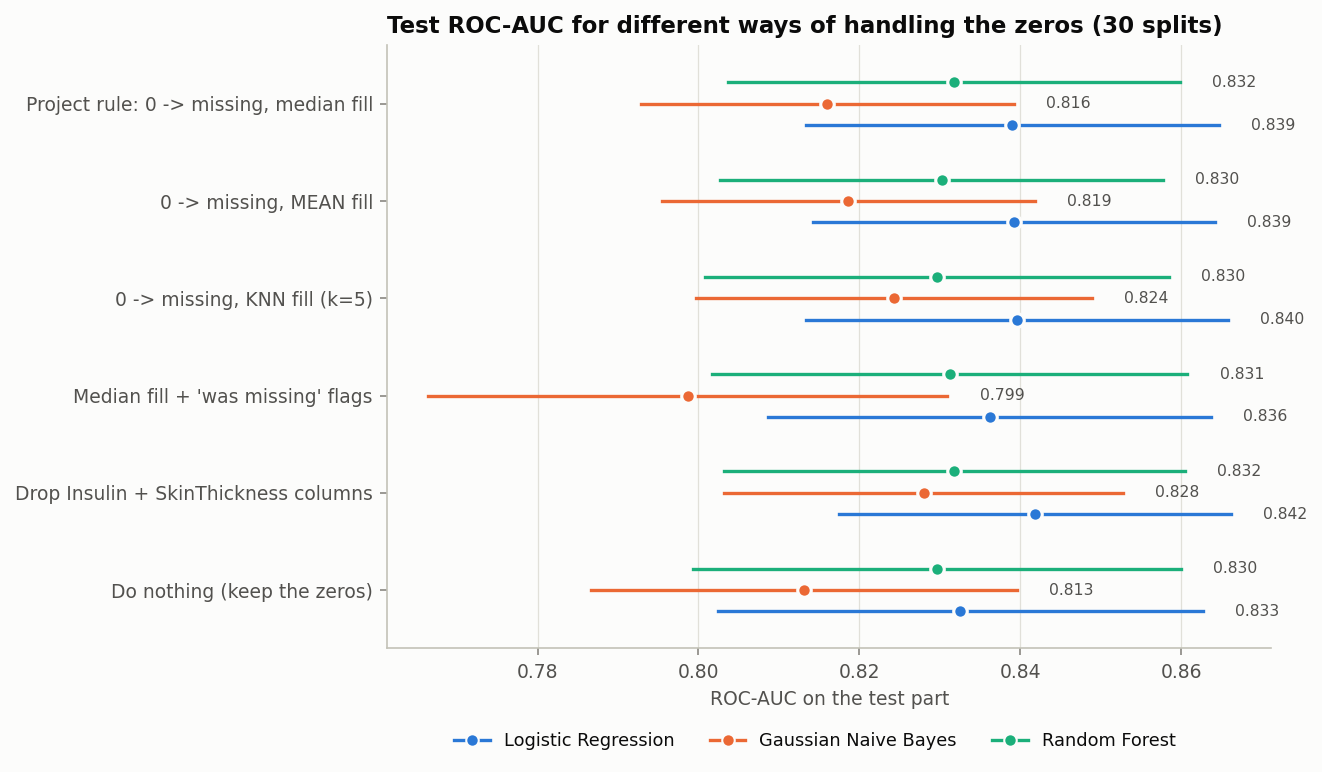 Test ROC-AUC for different ways of handling the zeros (30 splits)
0.832
Project rule: 0 -> missing, median fill
0.816
0.839
0.830
0 -> missing, MEAN fill
0.819
0.839
0.830
0 -> missing, KNN fill (k=5)
0.824
0.840
0.831
Median fill + 'was missing' flags
0.799
0.836
0.832
Drop Insulin + SkinThickness columns
0.828
0.842
0.830
Do nothing (keep the zeros)
0.813
0.833
0.78 0.80 0.82 0.84 0.86
ROC-AUC on the test part
Logistic Regression Gaussian Naive Bayes Random Forest